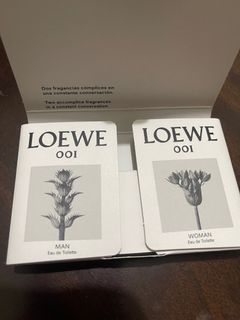 Dos fragancias cómplices en
una constante conversación
Two accomplice fragrances
in a constant conversation
LOEWE
001
MAN
Eau de Toilette
LOEWE
001
WOMAN
Eau de Toilette